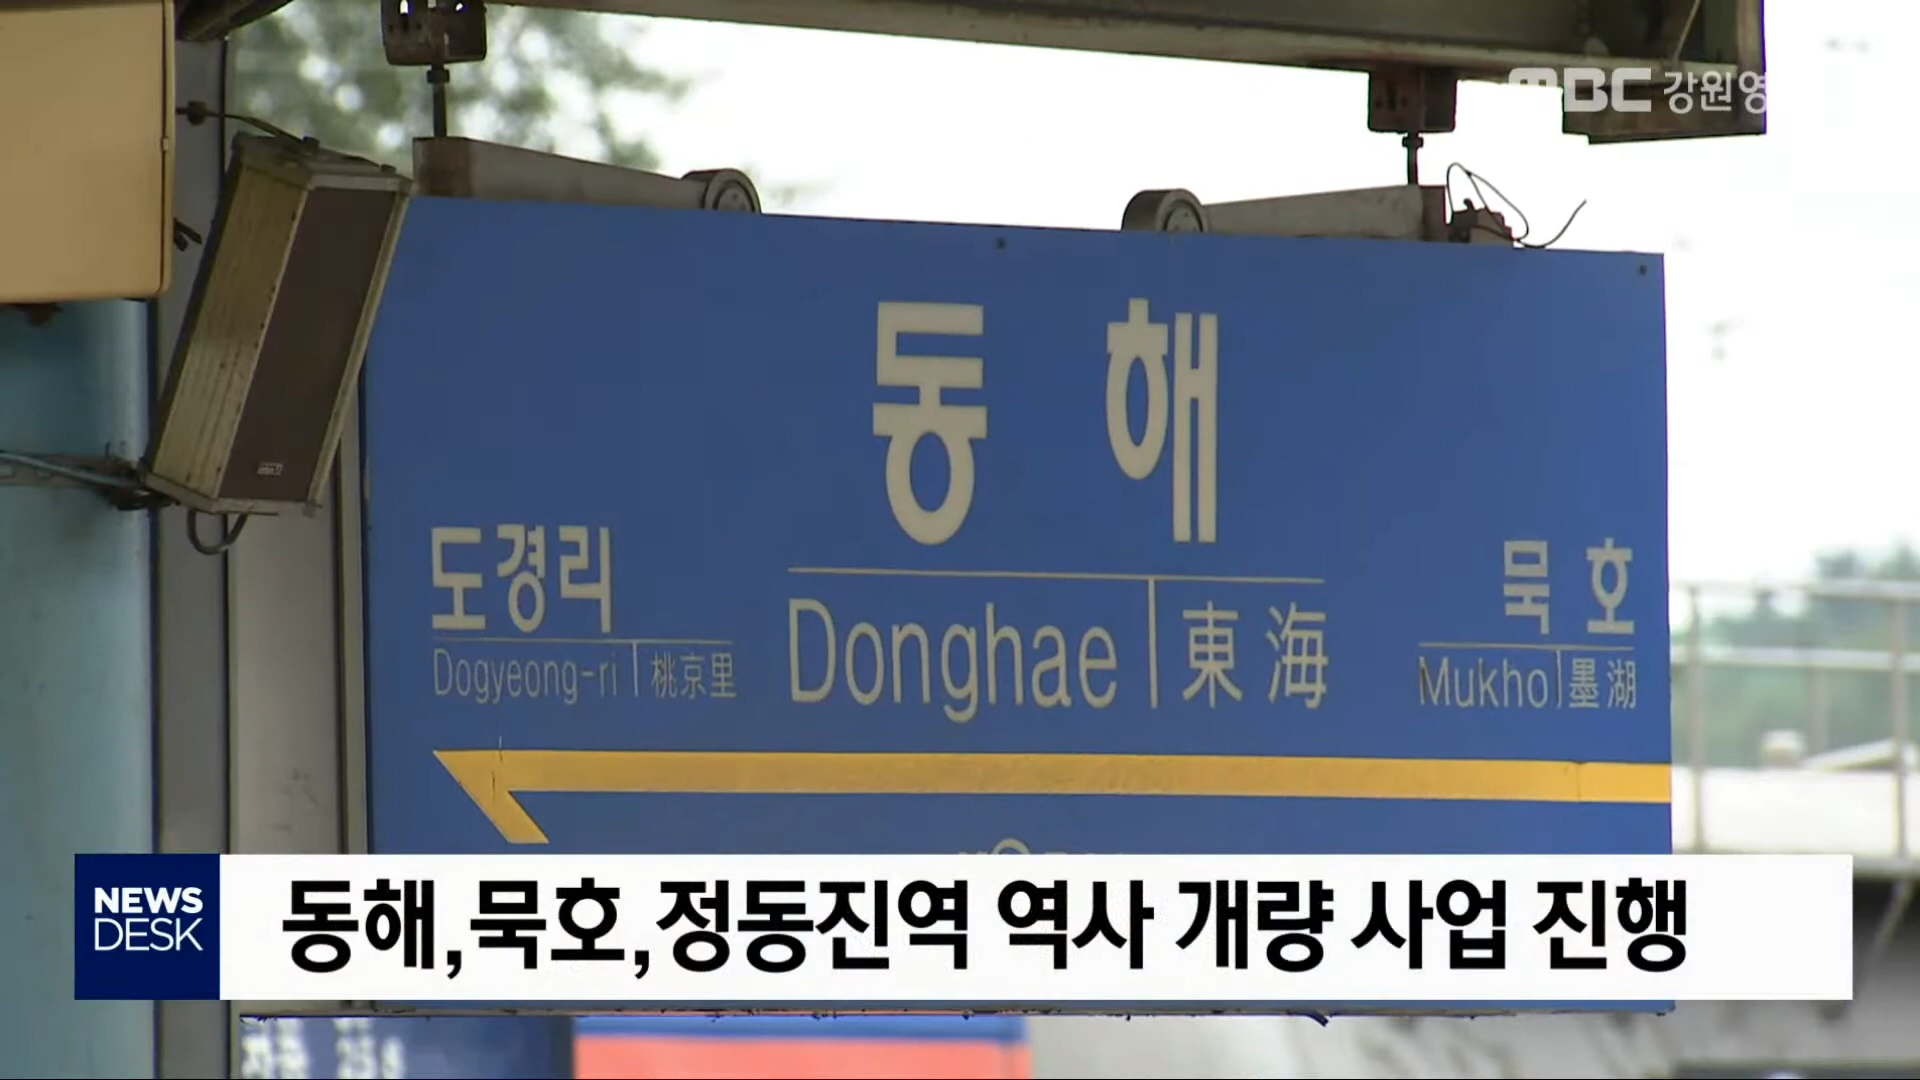 MBC 강원영
동해
도경리
묵호
Donghae 東海
Dogyeong-ri 桃京里
Mukho 墨湖
NEWS
DESK
동해,묵호,정동진역 역사 개량 사업 진행